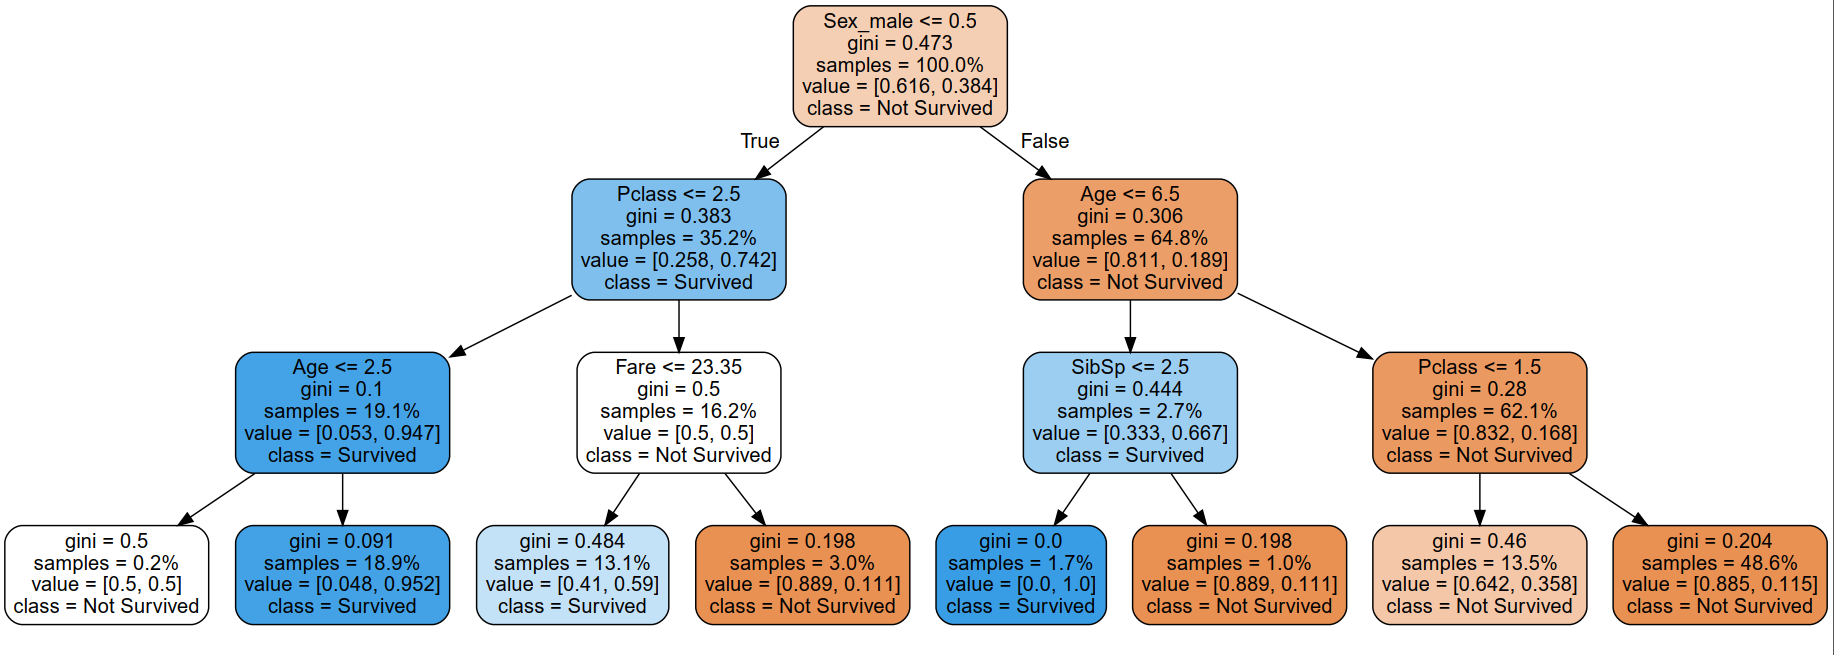 Sex_male <= 0.5
gini = 0.473
samples = 100.0%
value = [0.616, 0.384]
class = Not Survived
True
False
Pclass <= 2.5
gini = 0.383
samples = 35.2%
value = [0.258, 0.742]
class = Survived
Age <= 6.5
gini = 0.306
samples = 64.8%
value = [0.811, 0.189]
class = Not Survived
Age <= 2.5
gini = 0.1
samples = 19.1%
value = [0.053, 0.947]
class = Survived
Fare <= 23.35
gini = 0.5
samples = 16.2%
value = [0.5, 0.5]
class = Not Survived
SibSp <= 2.5
gini = 0.444
samples = 2.7%
value = [0.333, 0.667]
class = Survived
Pclass <= 1.5
gini = 0.28
samples = 62.1%
value = [0.832, 0.168]
class = Not Survived
gini = 0.5
samples = 0.2%
value = [0.5, 0.5]
class = Not Survived
gini = 0.091
samples = 18.9%
value = [0.048, 0.952]
class = Survived
gini = 0.484
samples = 13.1%
value = [0.41, 0.59]
class = Survived
gini = 0.198
samples = 3.0%
value = [0.889, 0.111]
class = Not Survived
gini = 0.0
samples = 1.7%
value = [0.0, 1.0]
class = Survived
gini = 0.198
samples = 1.0%
value = [0.889, 0.111]
class = Not Survived
gini = 0.46
samples = 13.5%
value = [0.642, 0.358]
class = Not Survived
gini = 0.204
samples = 48.6%
value = [0.885, 0.115]
class = Not Survived